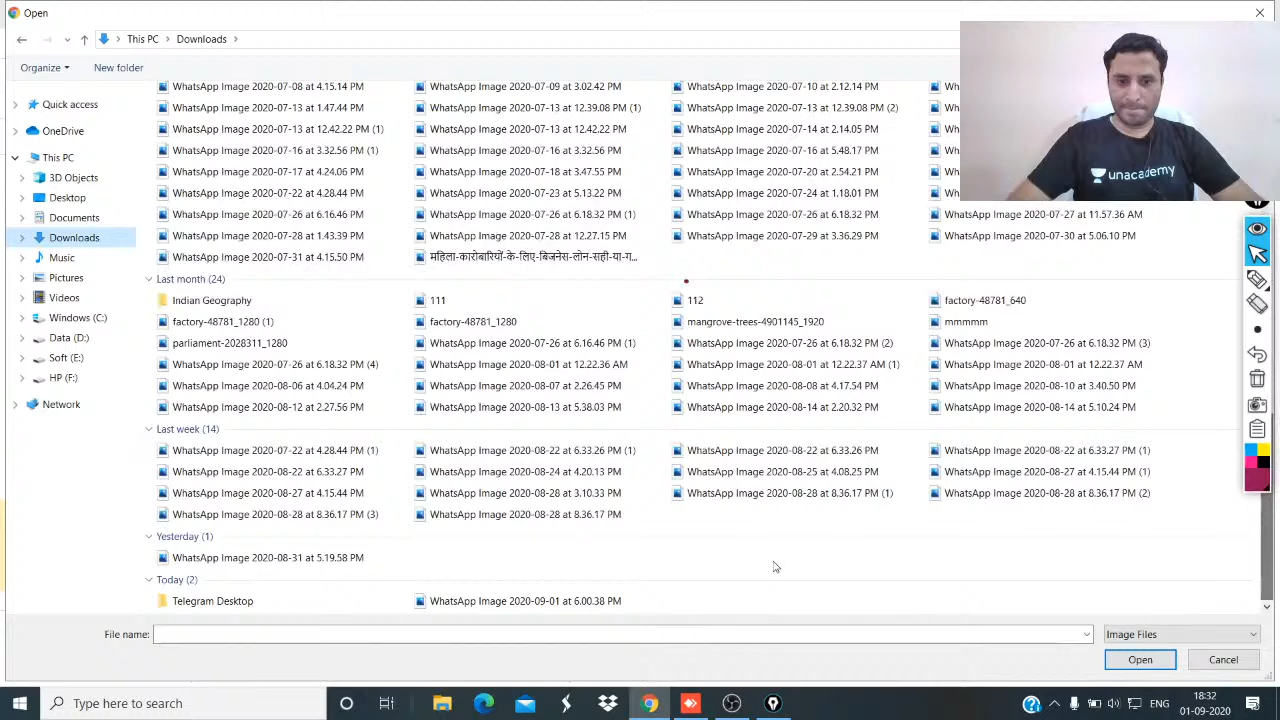 Open
This PC > Downloads >
Organize New folder
Quick access
OneDrive
This PC
3D Objects
Desktop
Documents
Downloads
Music
Pictures
Videos
Windows (C:)
Data (D:)
Soft (E:)
HP (F:)
Network
WhatsApp Image 2020-07-08 at 4.15.14 PM WhatsApp Image 2020-07-09 at 3.02.42 PM WhatsApp Image 2020-07-10 at 2.12.14 PM
WhatsApp Image 2020-07-13 at 1.47.44 PM WhatsApp Image 2020-07-13 at 12.39.08 PM (1) WhatsApp Image 2020-07-13 at 12.39.08 PM (2)
WhatsApp Image 2020-07-13 at 12.42.22 PM (1) WhatsApp Image 2020-07-13 at 12.42.22 PM WhatsApp Image 2020-07-14 at 2.14.05 PM
WhatsApp Image 2020-07-16 at 3.32.56 PM (1) WhatsApp Image 2020-07-16 at 3.32.56 PM WhatsApp Image 2020-07-16 at 5.48.17 PM
WhatsApp Image 2020-07-17 at 4.24.06 PM WhatsApp Image 2020-07-18 at 3.47.55 PM WhatsApp Image 2020-07-20 at 2.54.21 PM
WhatsApp Image 2020-07-22 at 4.28.44 PM WhatsApp Image 2020-07-23 at 5.13.22 PM WhatsApp Image 2020-07-24 at 1.18.01 PM
WhatsApp Image 2020-07-26 at 6.16.46 PM WhatsApp Image 2020-07-26 at 6.18.32 PM (1) WhatsApp Image 2020-07-26 at 6.18.32 PM WhatsApp Image 2020-07-27 at 11.57.36 AM
WhatsApp Image 2020-07-28 at 1.43.39 PM WhatsApp Image 2020-07-28 at 12.27.15 PM WhatsApp Image 2020-07-29 at 3.36.29 PM WhatsApp Image 2020-07-30 at 5.06.10 PM
WhatsApp Image 2020-07-31 at 4.15.50 PM महिला-कारोबारियों-के-लिए-बिजनेस-लोन-सही-या-ग...
Last month (24)
Indian Geography 111 112 factory-48781_640
factory-48781_1280 (1) factory-48781_1280 mangrove-trees-4901145_1920 mmmmm
parliament-2028311_1280 WhatsApp Image 2020-07-26 at 6.16.46 PM (1) WhatsApp Image 2020-07-26 at 6.18.32 PM (2) WhatsApp Image 2020-07-26 at 6.18.32 PM (3)
WhatsApp Image 2020-07-26 at 6.18.32 PM (4) WhatsApp Image 2020-08-01 at 12.22.36 AM WhatsApp Image 2020-08-01 at 12.22.37 AM (1) WhatsApp Image 2020-08-01 at 12.22.37 AM
WhatsApp Image 2020-08-06 at 4.04.24 PM WhatsApp Image 2020-08-07 at 2.26.45 PM WhatsApp Image 2020-08-08 at 4.17.54 PM WhatsApp Image 2020-08-10 at 3.40.50 PM
WhatsApp Image 2020-08-12 at 2.27.56 PM WhatsApp Image 2020-08-13 at 5.38.03 PM WhatsApp Image 2020-08-14 at 2.20.32 PM WhatsApp Image 2020-08-14 at 5.10.24 PM
Last week (14)
WhatsApp Image 2020-07-22 at 4.28.44 PM (1) WhatsApp Image 2020-08-22 at 6.33.26 PM (1) WhatsApp Image 2020-08-22 at 6.33.26 PM WhatsApp Image 2020-08-22 at 6.33.27 PM (1)
WhatsApp Image 2020-08-22 at 6.33.27 PM WhatsApp Image 2020-08-24 at 4.20.13 PM WhatsApp Image 2020-08-25 at 4.08.25 PM WhatsApp Image 2020-08-27 at 4.15.44 PM (1)
WhatsApp Image 2020-08-27 at 4.15.44 PM WhatsApp Image 2020-08-28 at 3.10.33 PM WhatsApp Image 2020-08-28 at 8.36.17 PM (1) WhatsApp Image 2020-08-28 at 8.36.17 PM (2)
WhatsApp Image 2020-08-28 at 8.36.17 PM (3) WhatsApp Image 2020-08-28 at 8.36.17 PM
Yesterday (1)
WhatsApp Image 2020-08-31 at 5.19.58 PM
Today (2)
Telegram Desktop WhatsApp Image 2020-09-01 at 6.00.38 PM
unacademy
File name: Image Files
Open Cancel
Type here to search ENG 18:32
01-09-2020